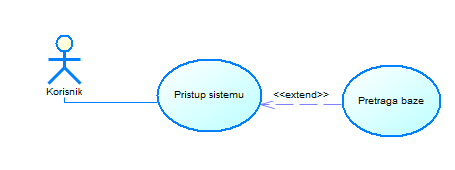 Korisnik
Pristup sistemu
<<extend>>
Pretraga baze